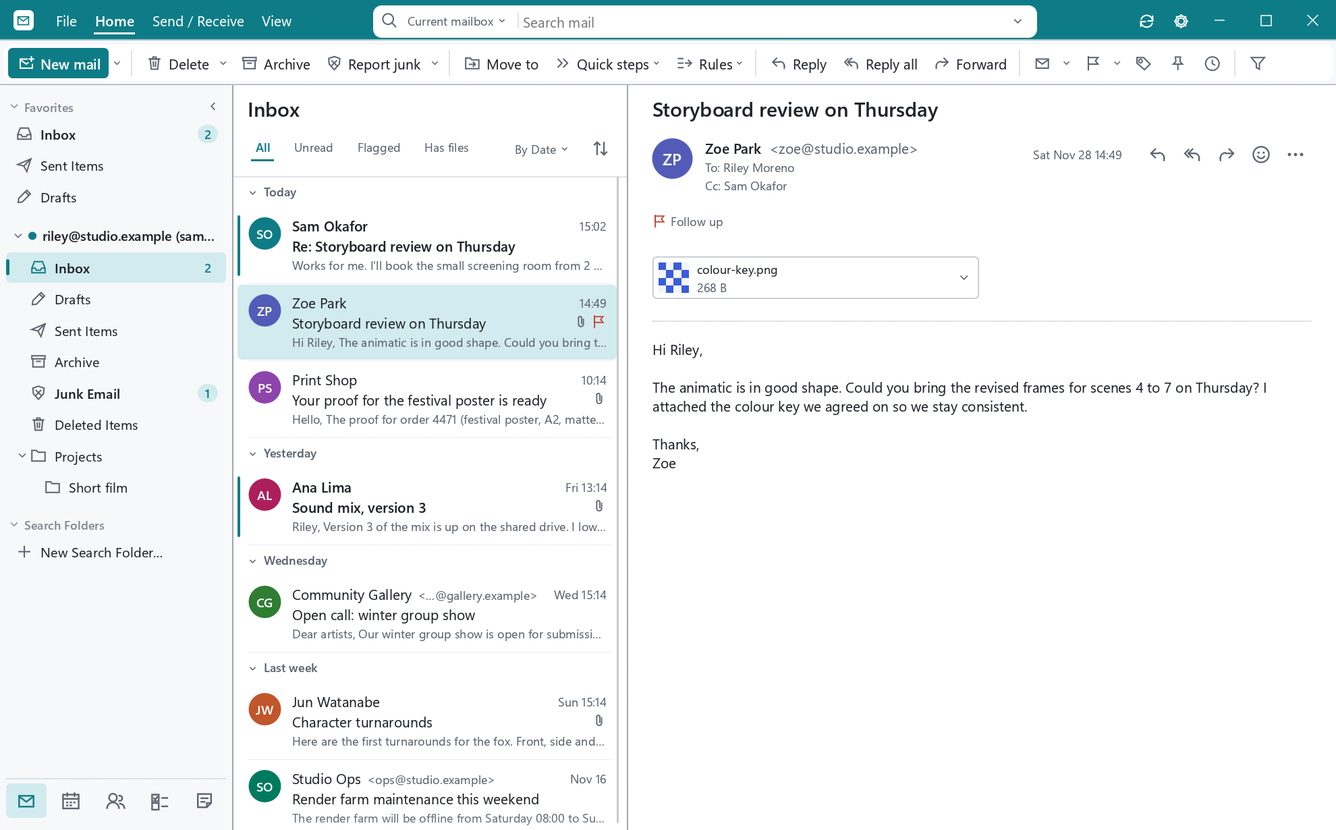 File Home Send / Receive View Current mailbox Search mail
New mail Delete Archive Report junk Move to Quick steps Rules Reply Reply all Forward
Favorites
Inbox 2
Sent Items
Drafts
riley@studio.example (sam...
Inbox 2
Drafts
Sent Items
Archive
Junk Email 1
Deleted Items
Projects
Short film
Search Folders
New Search Folder...
Inbox
All Unread Flagged Has files By Date
Today
SO Sam Okafor 15:02
Re: Storyboard review on Thursday
Works for me. I'll book the small screening room from 2 ...
ZP Zoe Park 14:49
Storyboard review on Thursday
Hi Riley, The animatic is in good shape. Could you bring t...
PS Print Shop 10:14
Your proof for the festival poster is ready
Hello, The proof for order 4471 (festival poster, A2, matte...
Yesterday
AL Ana Lima Fri 13:14
Sound mix, version 3
Riley, Version 3 of the mix is up on the shared drive. I low...
Wednesday
CG Community Gallery <...@gallery.example> Wed 15:14
Open call: winter group show
Dear artists, Our winter group show is open for submissi...
Last week
JW Jun Watanabe Sun 15:14
Character turnarounds
Here are the first turnarounds for the fox. Front, side and...
SO Studio Ops <ops@studio.example> Nov 16
Render farm maintenance this weekend
The render farm will be offline from Saturday 08:00 to Su...
Storyboard review on Thursday
ZP Zoe Park <zoe@studio.example> Sat Nov 28 14:49
To: Riley Moreno
Cc: Sam Okafor
Follow up
colour-key.png
268 B
Hi Riley,
The animatic is in good shape. Could you bring the revised frames for scenes 4 to 7 on Thursday? I
attached the colour key we agreed on so we stay consistent.
Thanks,
Zoe